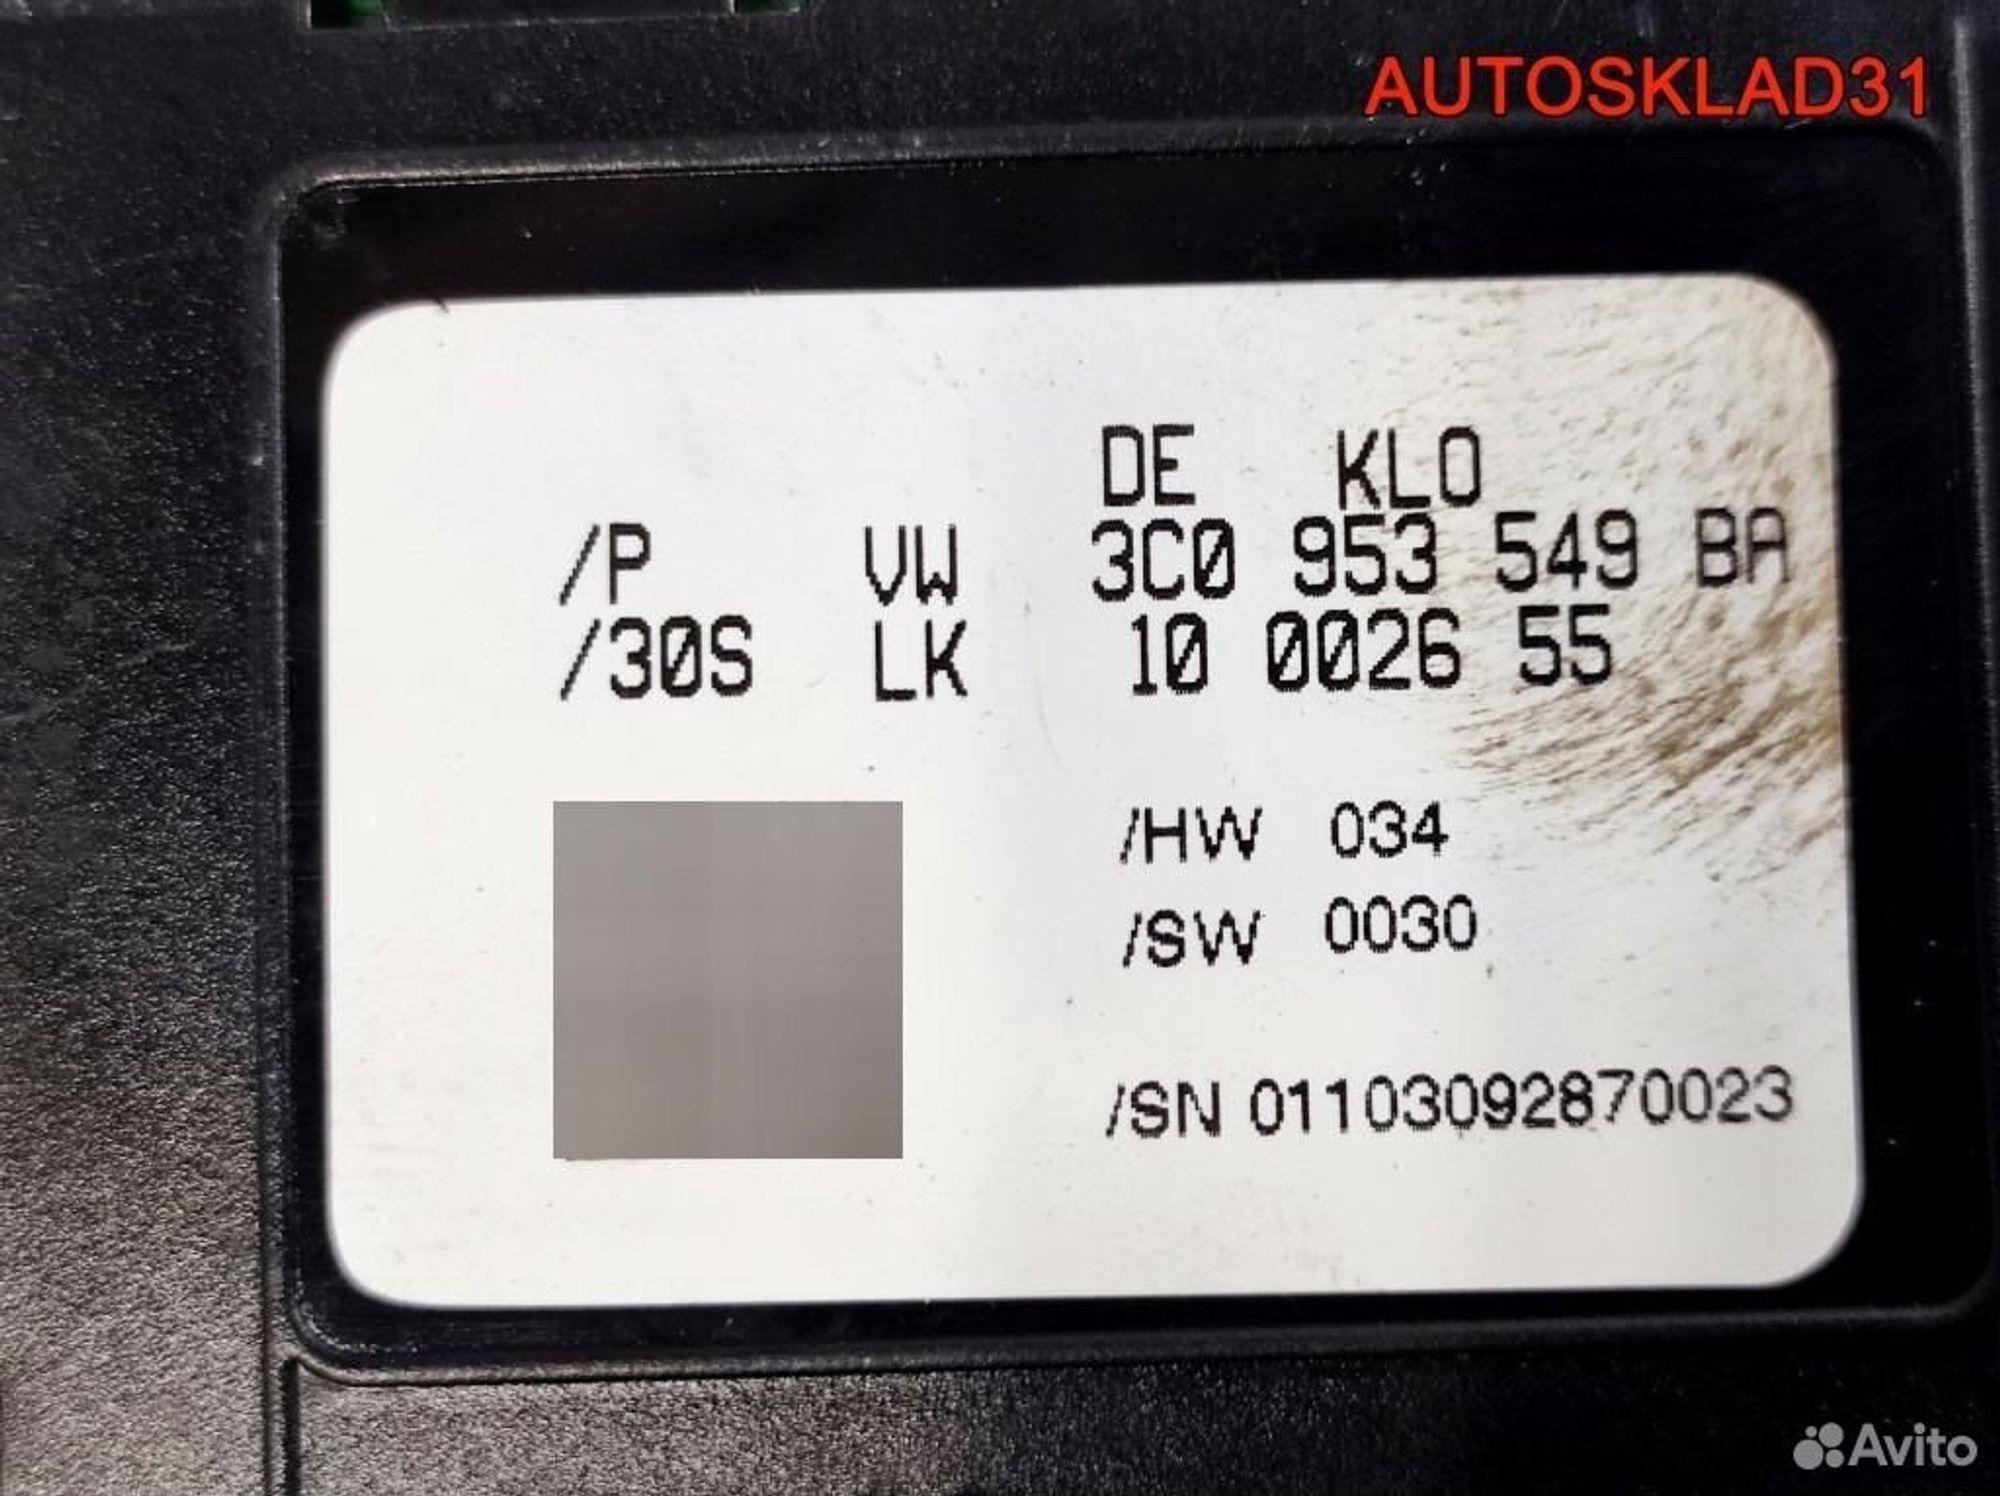 AUTOSKLAD31
DE KLO
/P VW 3C0 953 549 BA
/30S LK 10 0026 55
/HW 034
/SW 0030
/SN 01103092870023
Avito